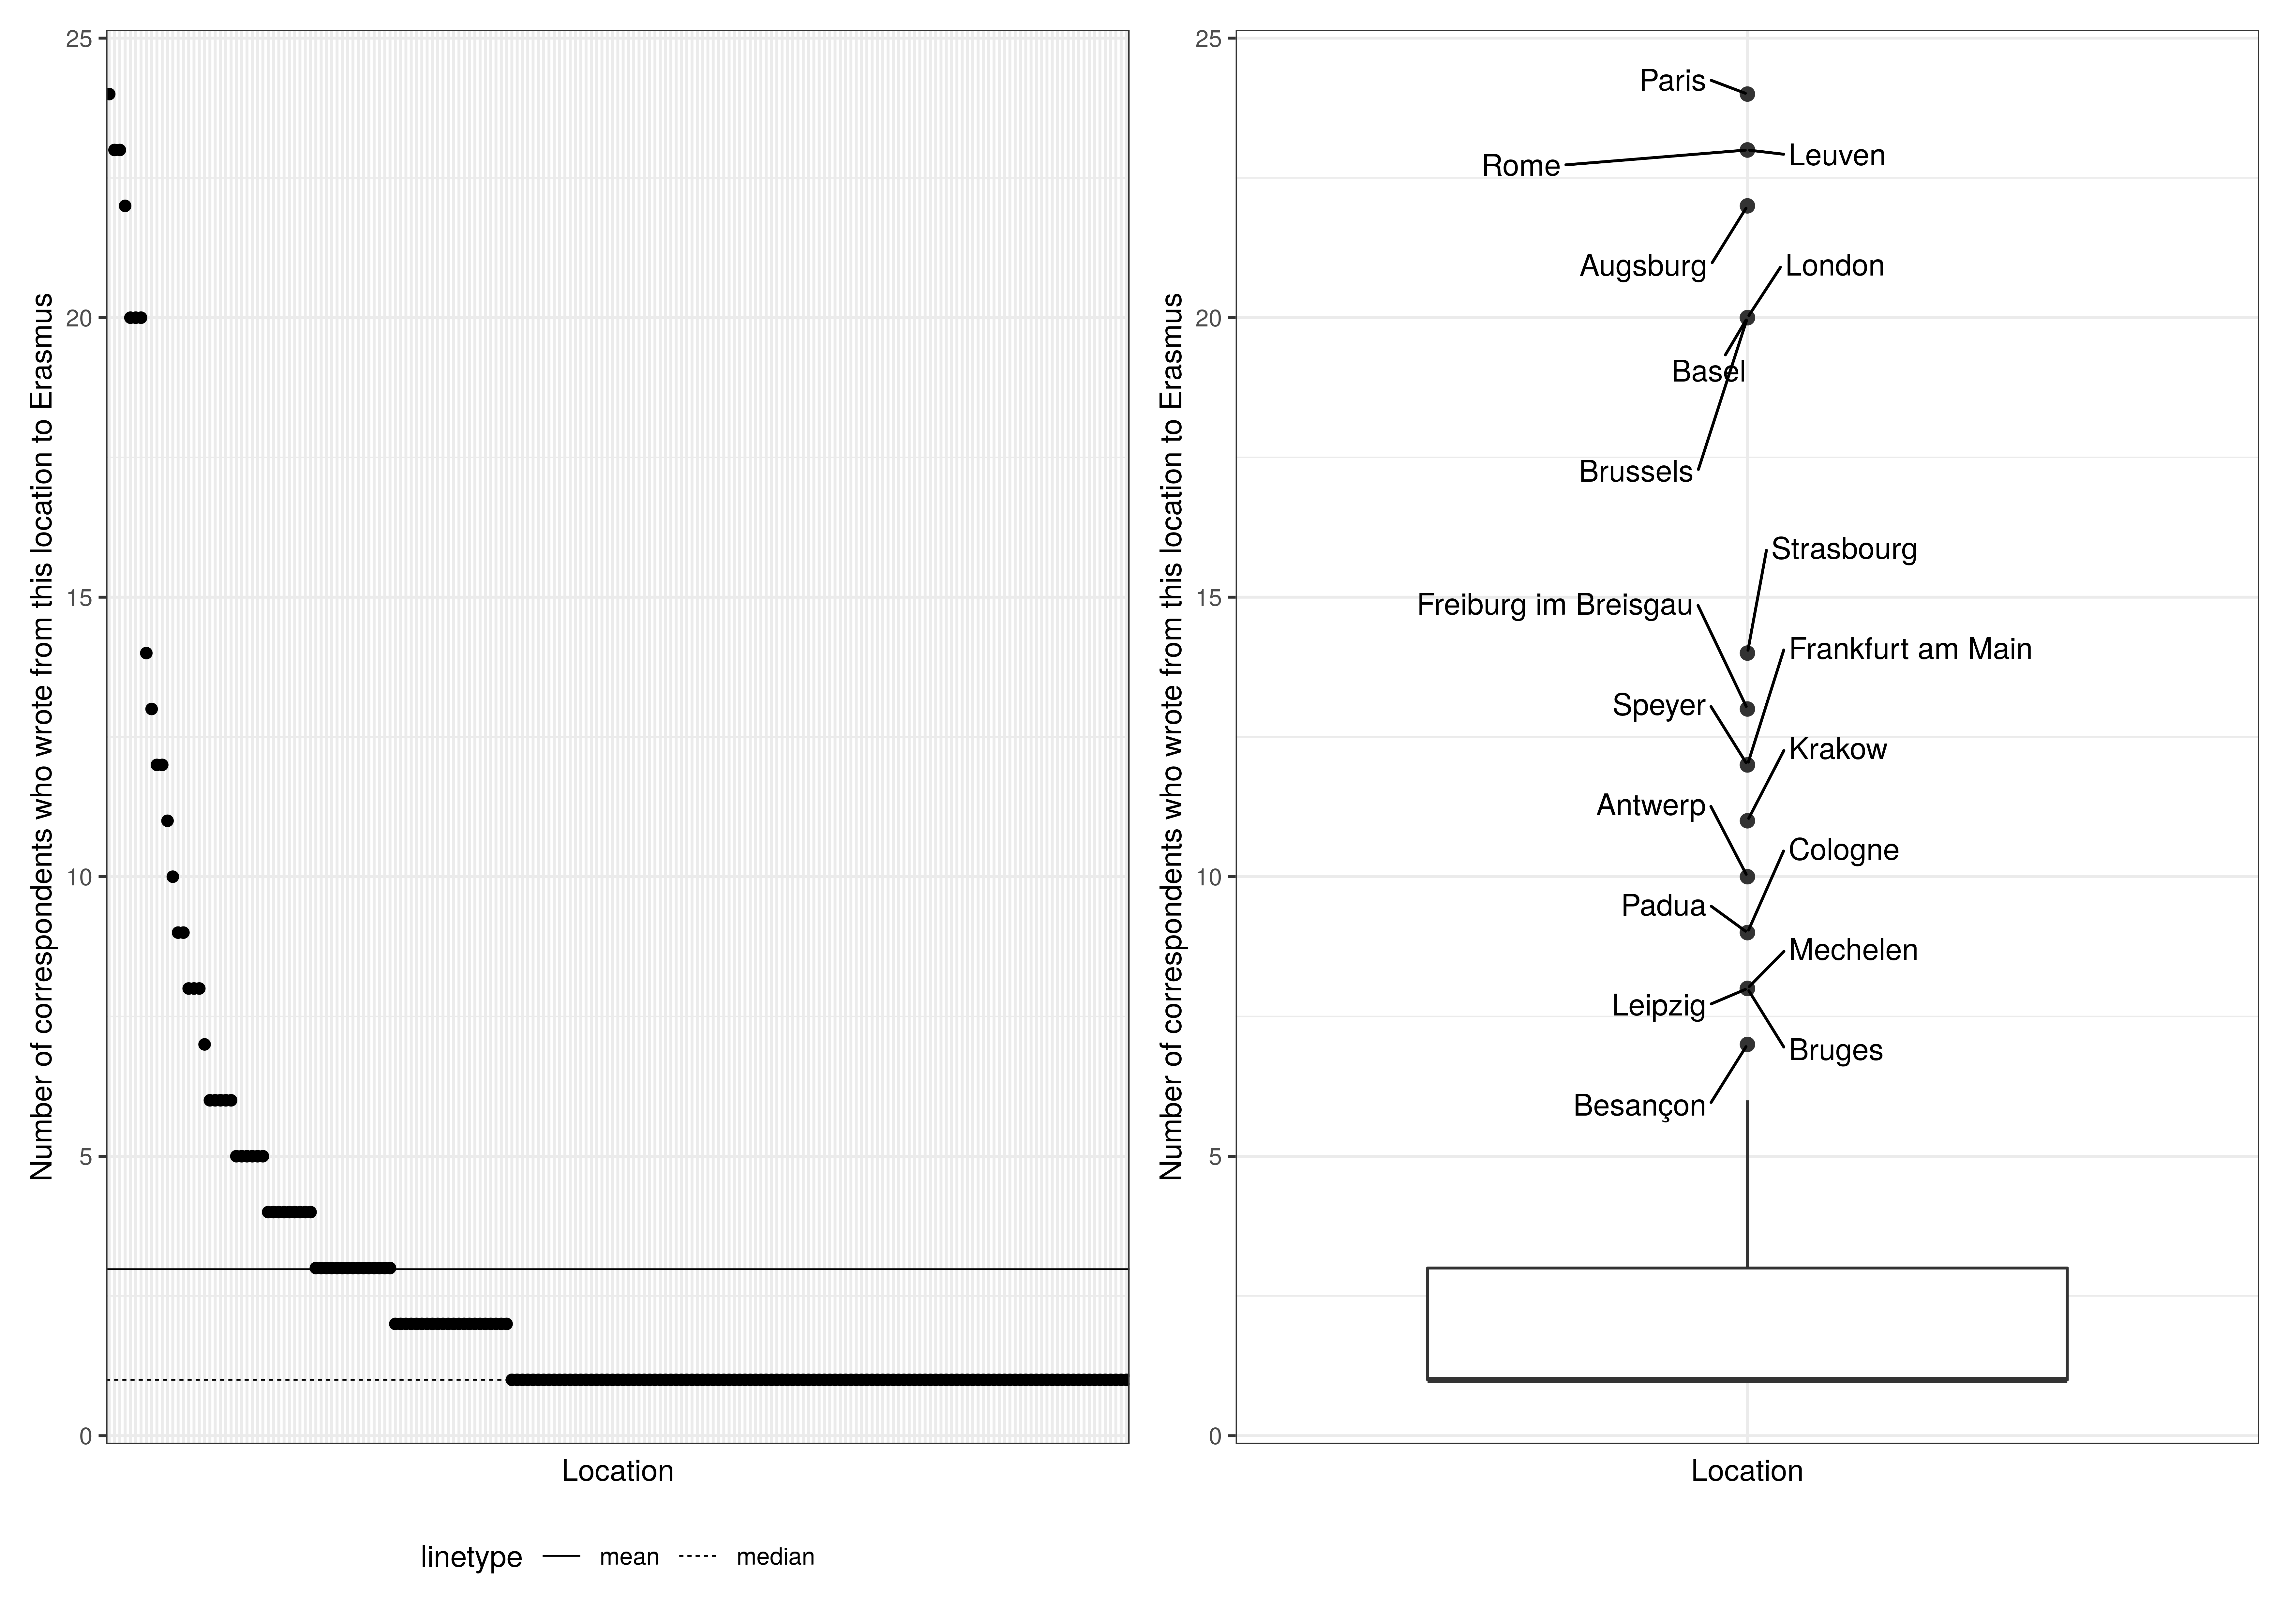 Number of correspondents who wrote from this location to Erasmus
25
20
15
10
5
0
Location
linetype mean median
Number of correspondents who wrote from this location to Erasmus
25
20
15
10
5
0
Paris
Leuven
Rome
Augsburg
London
Basel
Brussels
Strasbourg
Freiburg im Breisgau
Frankfurt am Main
Speyer
Krakow
Antwerp
Cologne
Padua
Mechelen
Leipzig
Bruges
Besançon
Location